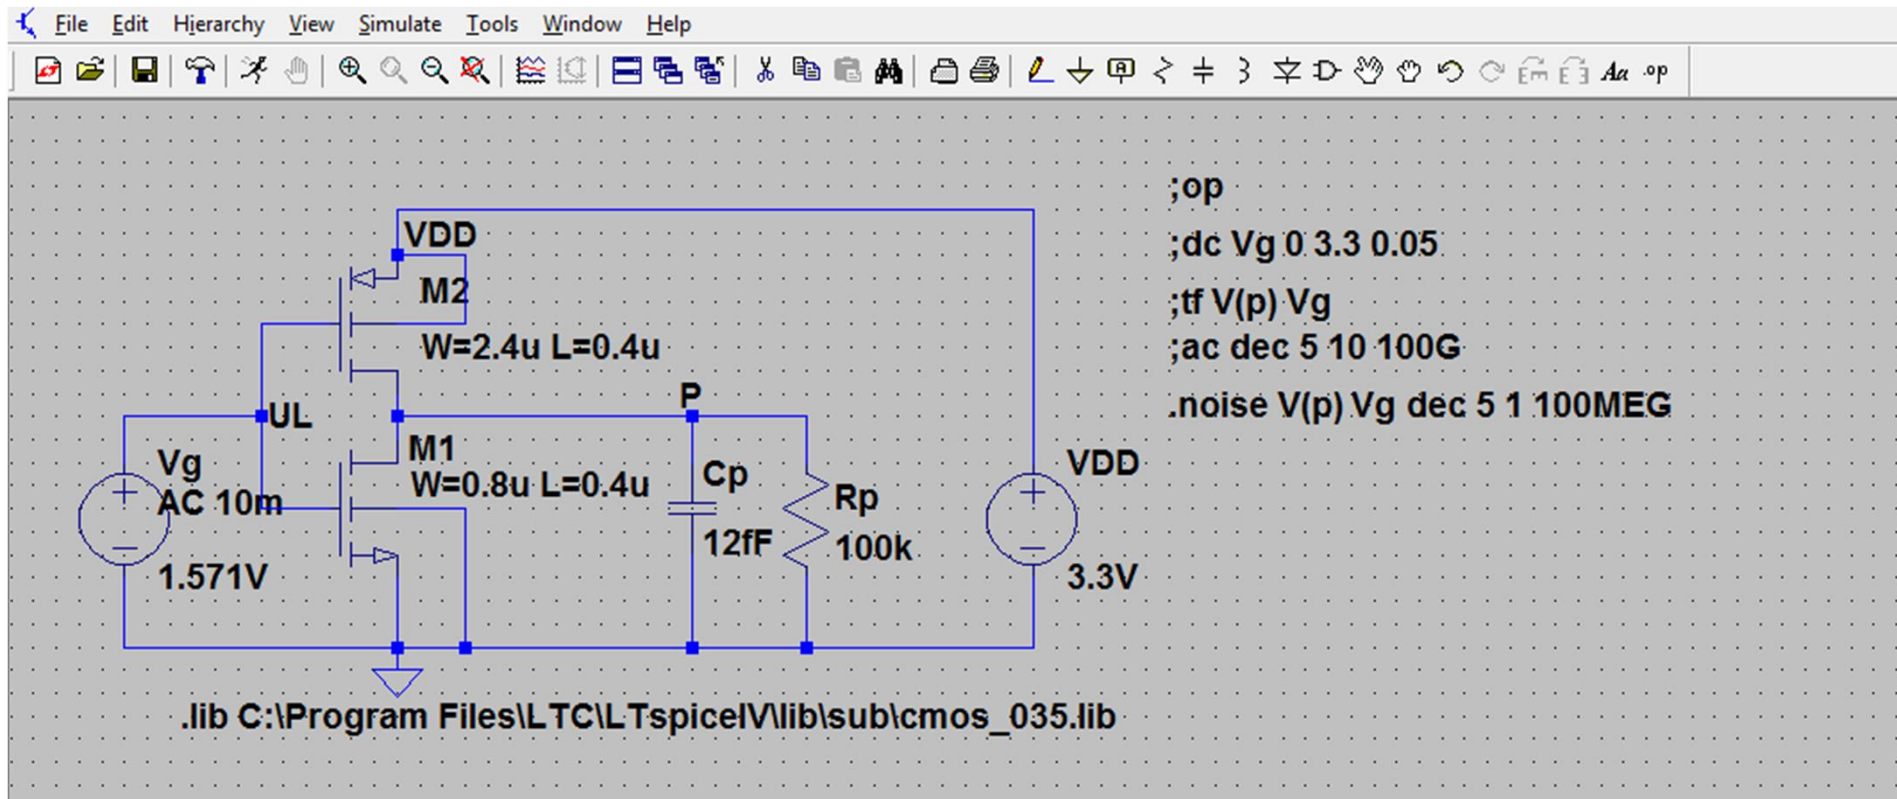 File Edit Hierarchy View Simulate Tools Window Help
Aa .op
;op
;dc Vg 0 3.3 0.05
;tf V(p) Vg
;ac dec 5 10 100G
.noise V(p) Vg dec 5 1 100MEG
VDD
M2
W=2.4u L=0.4u
UL
P
M1
W=0.8u L=0.4u
Vg
AC 10m
1.571V
Cp
12fF
Rp
100k
VDD
3.3V
.lib C:\Program Files\LTC\LTspiceIV\lib\sub\cmos_035.lib